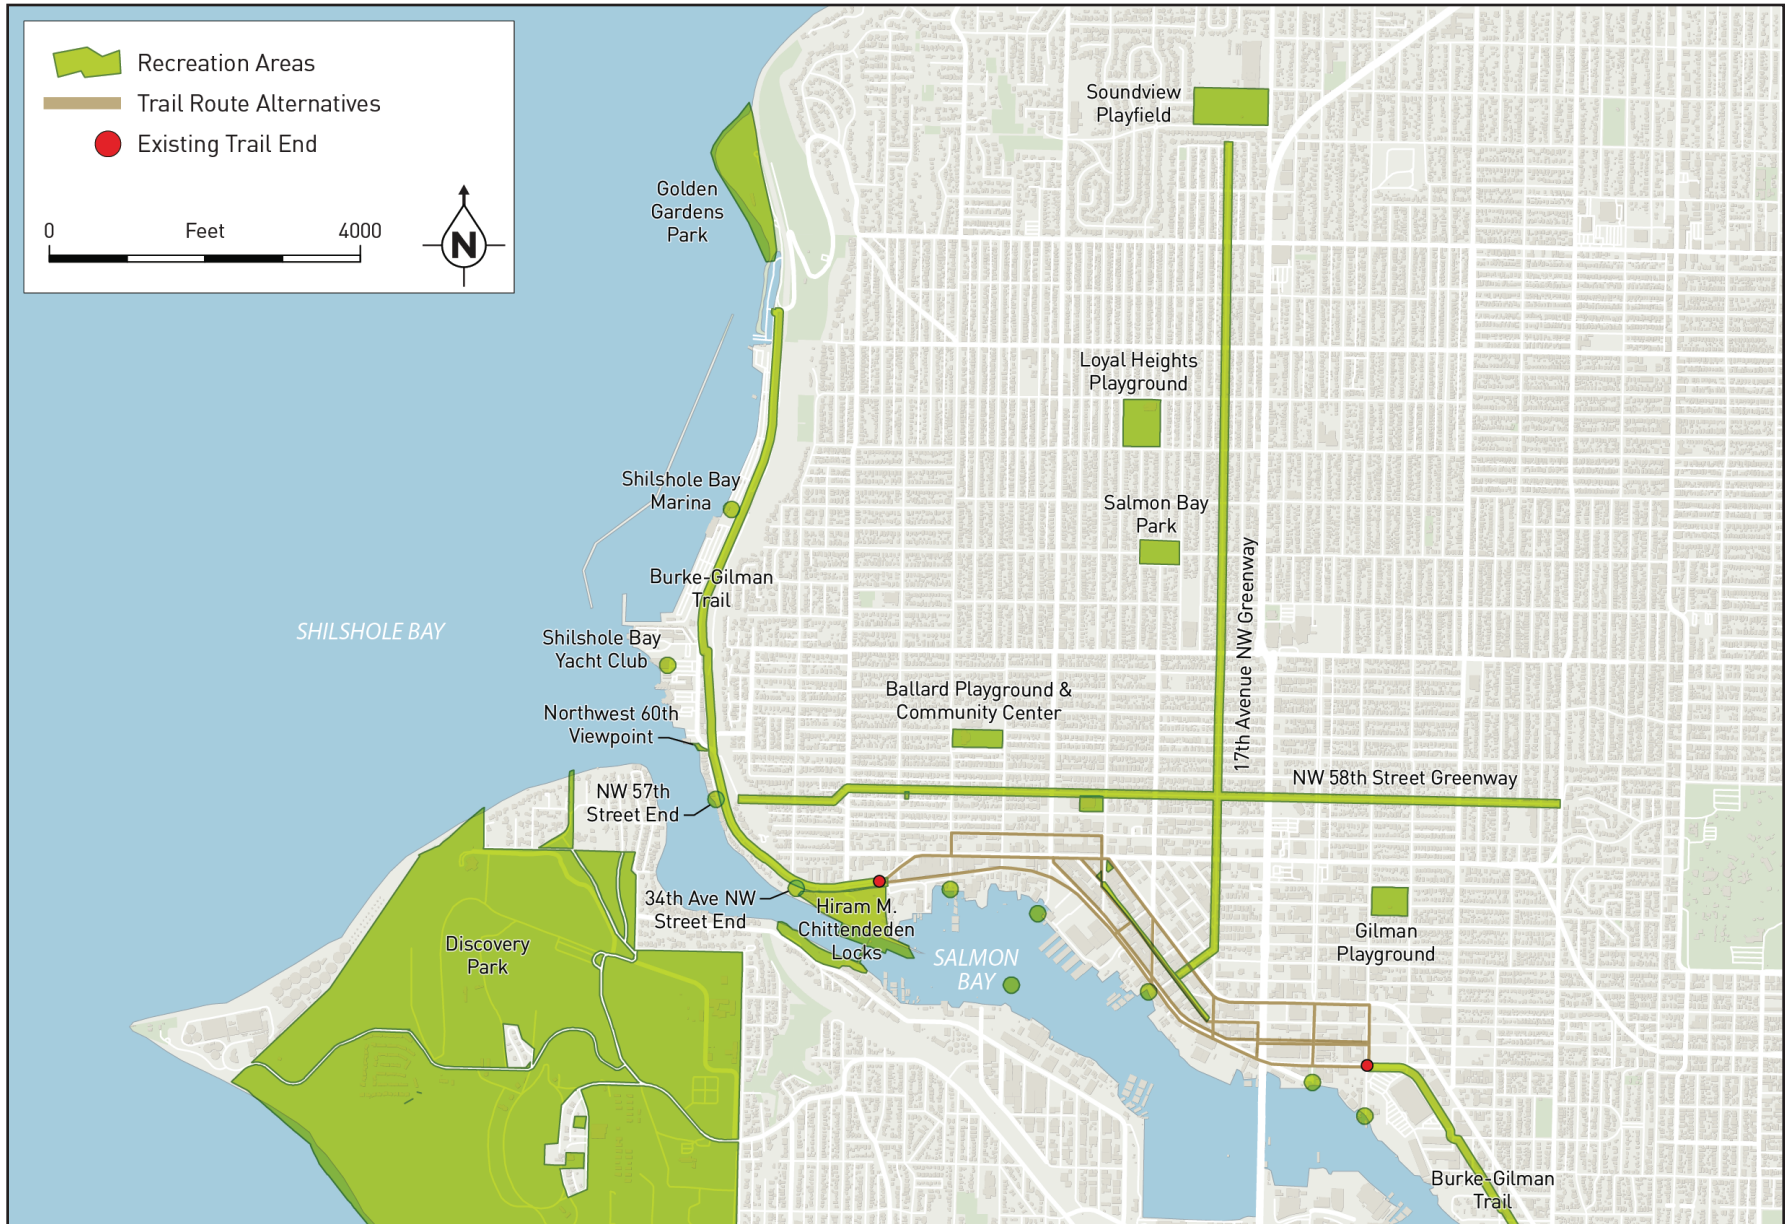 Recreation Areas
Trail Route Alternatives
Existing Trail End
0 Feet 4000
N
Soundview
Playfield
Golden
Gardens
Park
Loyal Heights
Playground
Shilshole Bay
Marina
Salmon Bay
Park
Burke-Gilman
Trail
SHILSHOLE BAY
Shilshole Bay
Yacht Club
17th Avenue NW Greenway
Ballard Playground &
Community Center
Northwest 60th
Viewpoint
NW 58th Street Greenway
NW 57th
Street End
34th Ave NW
Street End
Hiram M.
Chittendeden
Locks
Discovery
Park
SALMON
BAY
Gilman
Playground
Burke-Gilman
Trail